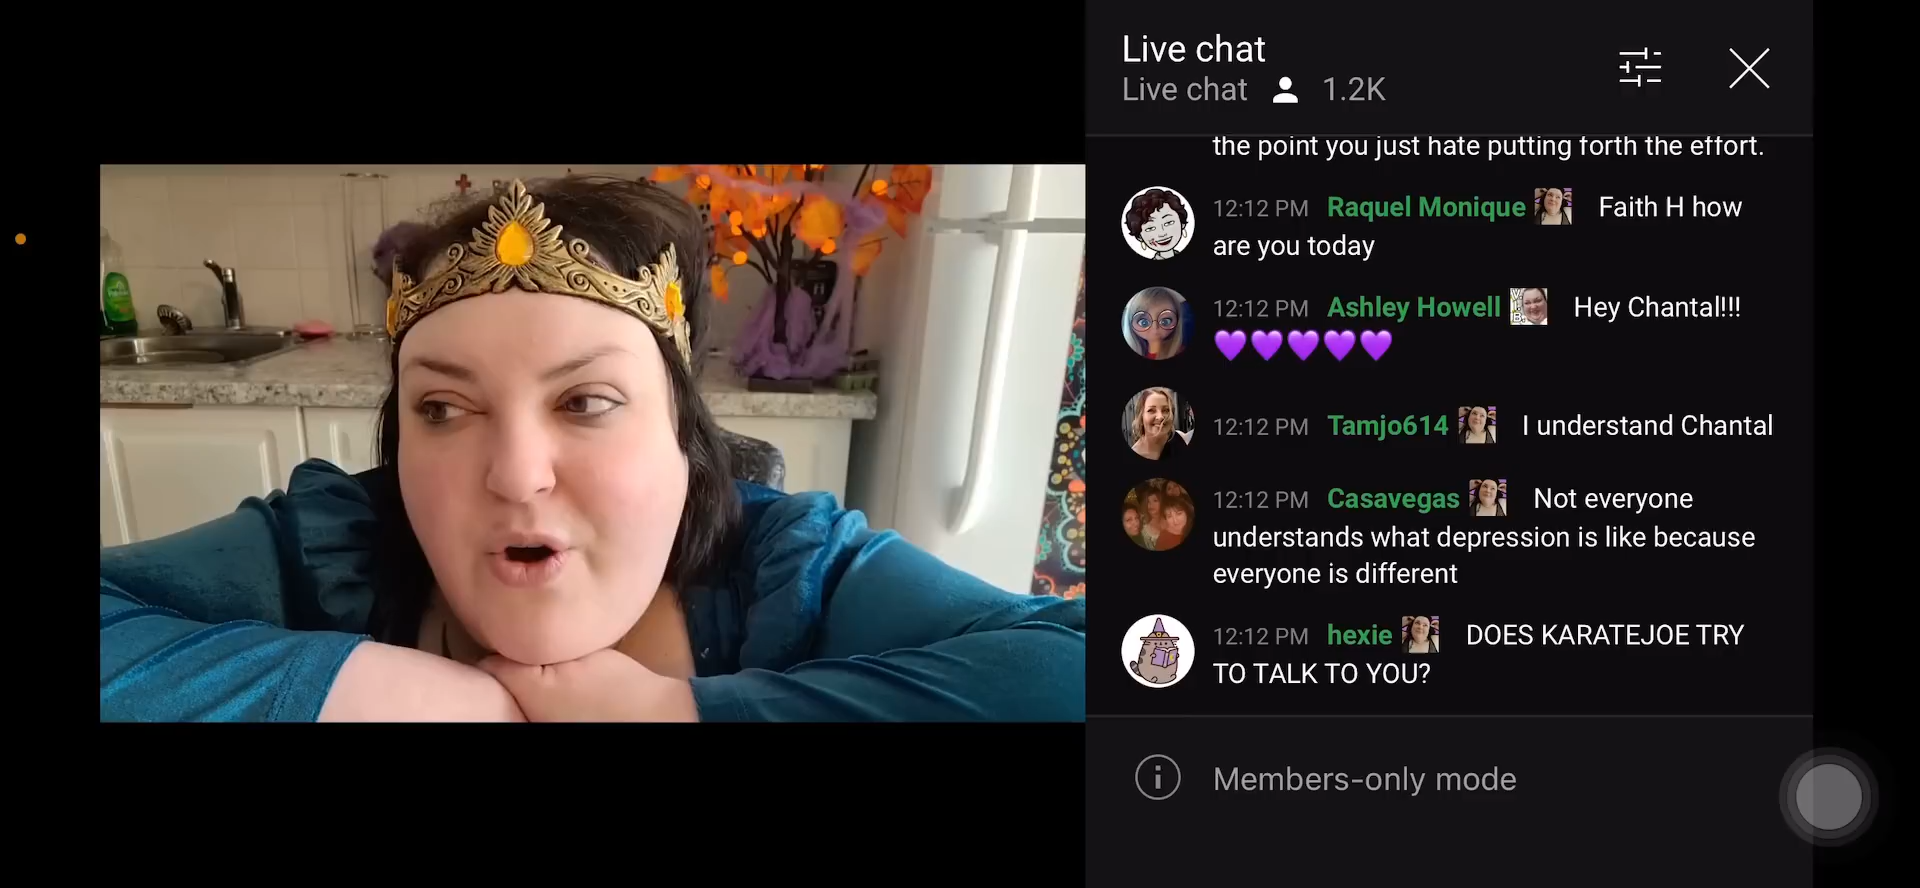 Live chat
Live chat 1.2K
the point you just hate putting forth the effort.
12:12 PM Raquel Monique Faith H how
are you today
12:12 PM Ashley Howell Hey Chantal!!!
💜💜💜💜💜
12:12 PM Tamjo614 I understand Chantal
12:12 PM Casavegas Not everyone
understands what depression is like because
everyone is different
12:12 PM hexie DOES KARATEJOE TRY
TO TALK TO YOU?
Members-only mode